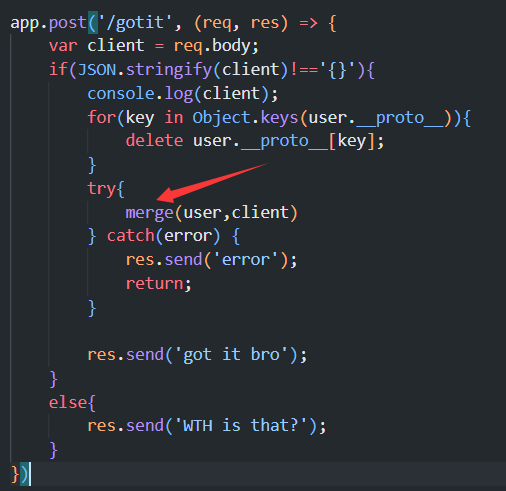 app.post('/gotit', (req, res) => {
    var client = req.body;
    if(JSON.stringify(client)!=='{}'){
        console.log(client);
        for(key in Object.keys(user.__proto__)){
            delete user.__proto__[key];
        }
        try{
            merge(user,client)
        } catch(error) {
            res.send('error');
            return;
        }

        res.send('got it bro');
    }
    else{
        res.send('WTH is that?');
    }
})